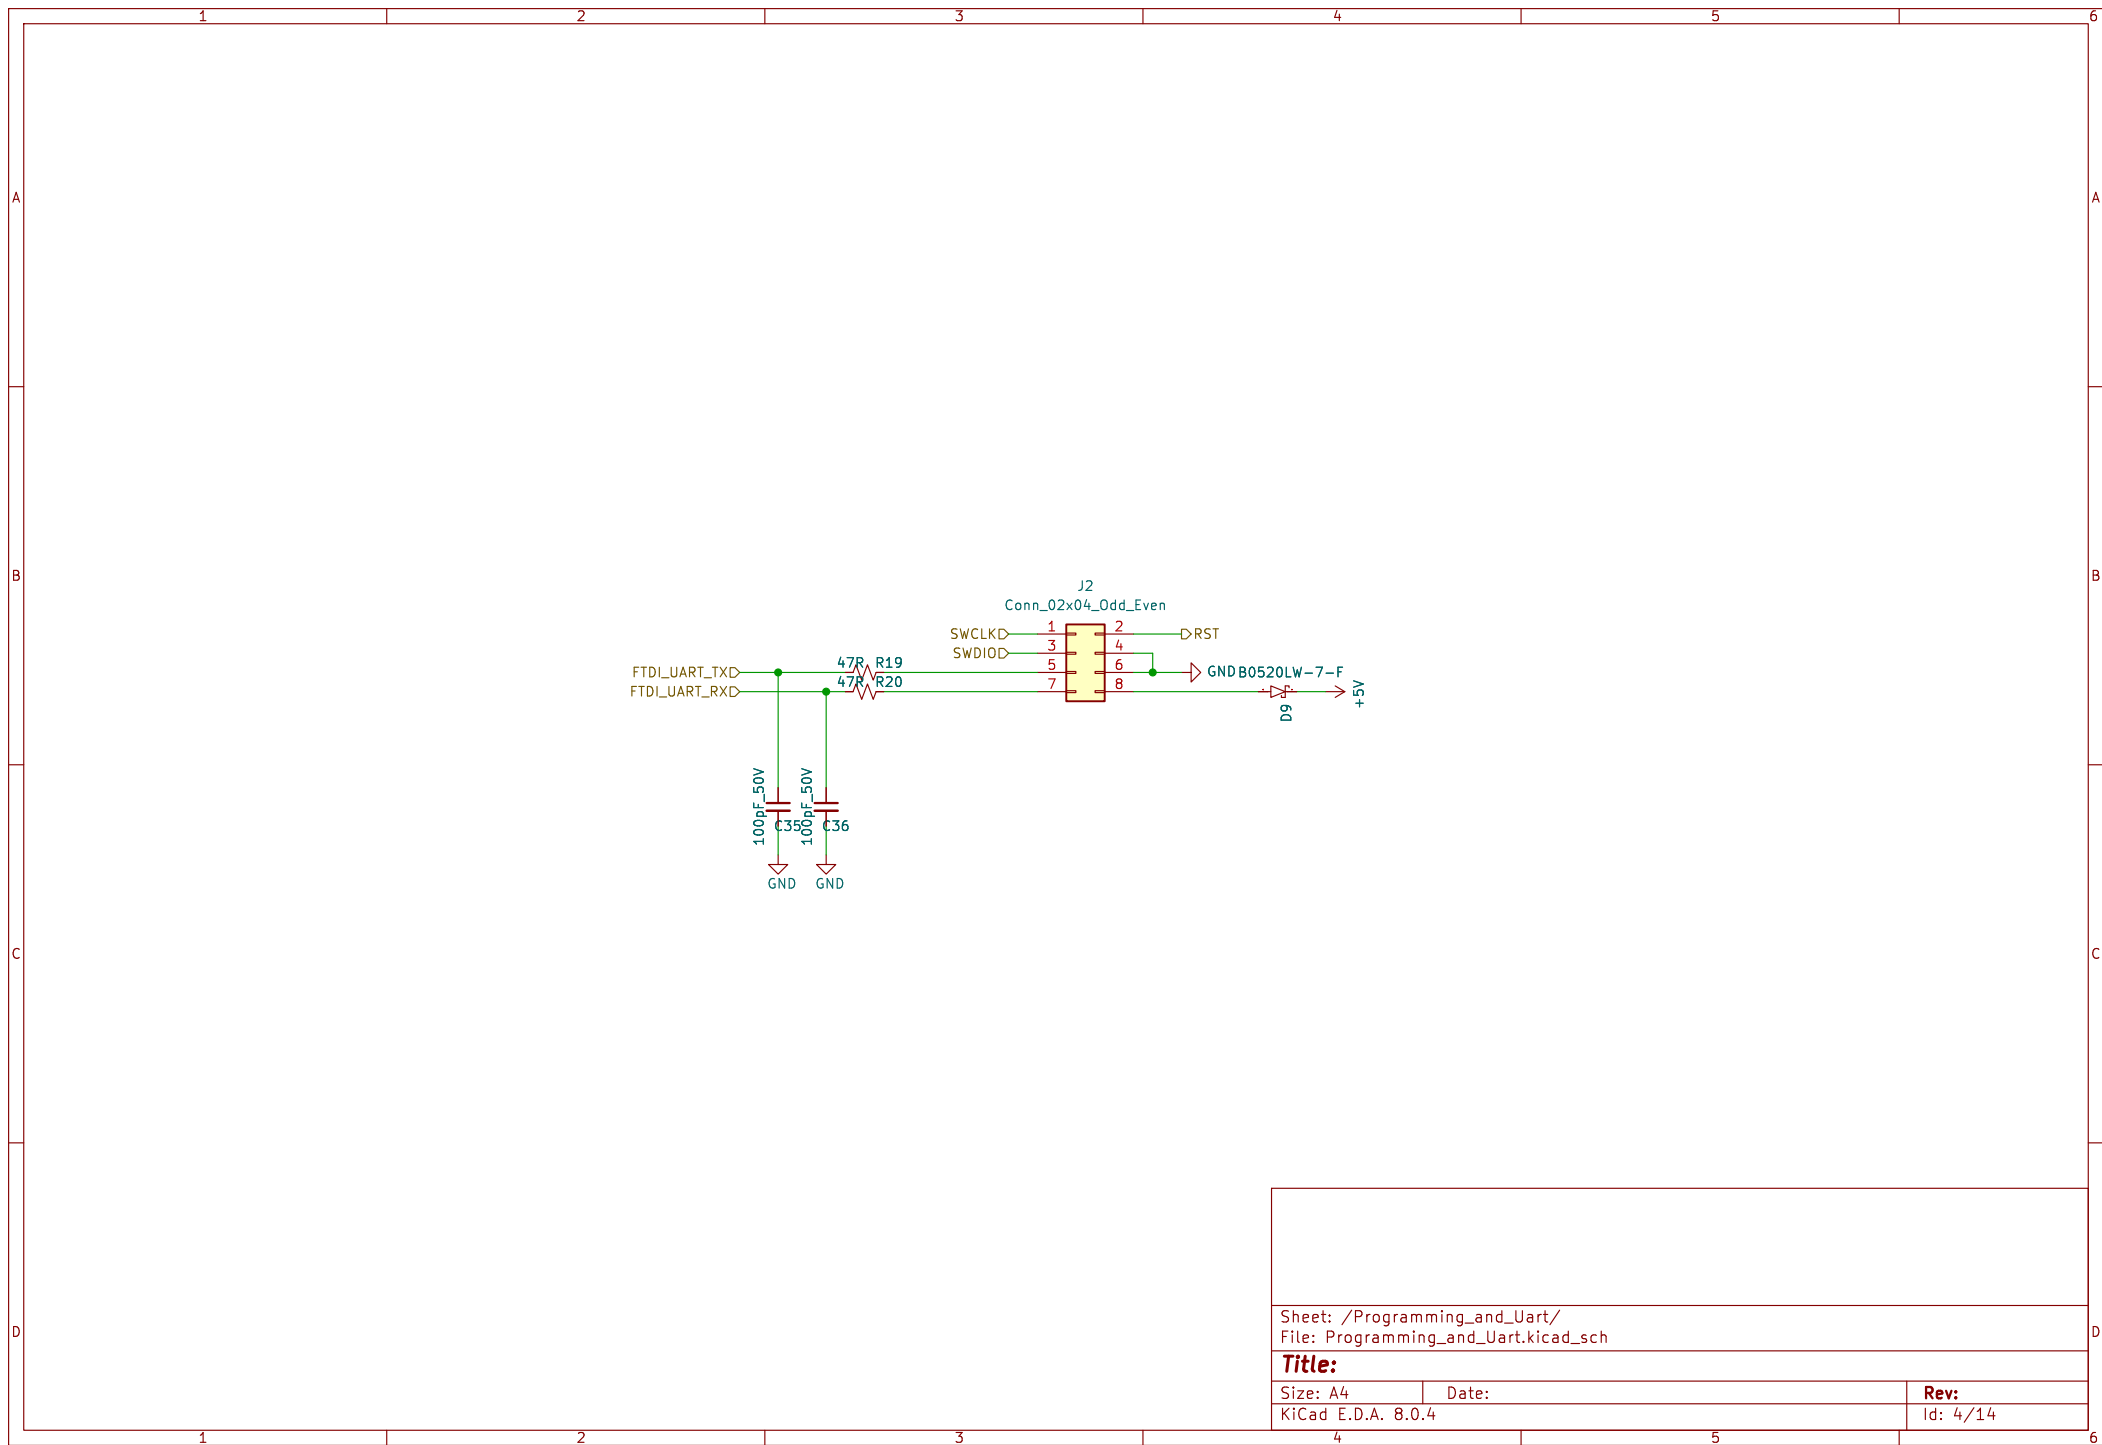 1 2 3 4 5 6
A A
B B
J2
Conn_02x04_Odd_Even
SWCLK 1 2 RST
SWDIO 3 4
FTDI_UART_TX 47R R19 5 6 GND B0520LW-7-F
FTDI_UART_RX 47R R20 7 8 +5V
D9
100pF_50V 100pF_50V
C35 C36
GND GND
C C
Sheet: /Programming_and_Uart/
File: Programming_and_Uart.kicad_sch
D D
Title:
Size: A4 Date: Rev:
KiCad E.D.A. 8.0.4 Id: 4/14
1 2 3 4 5 6